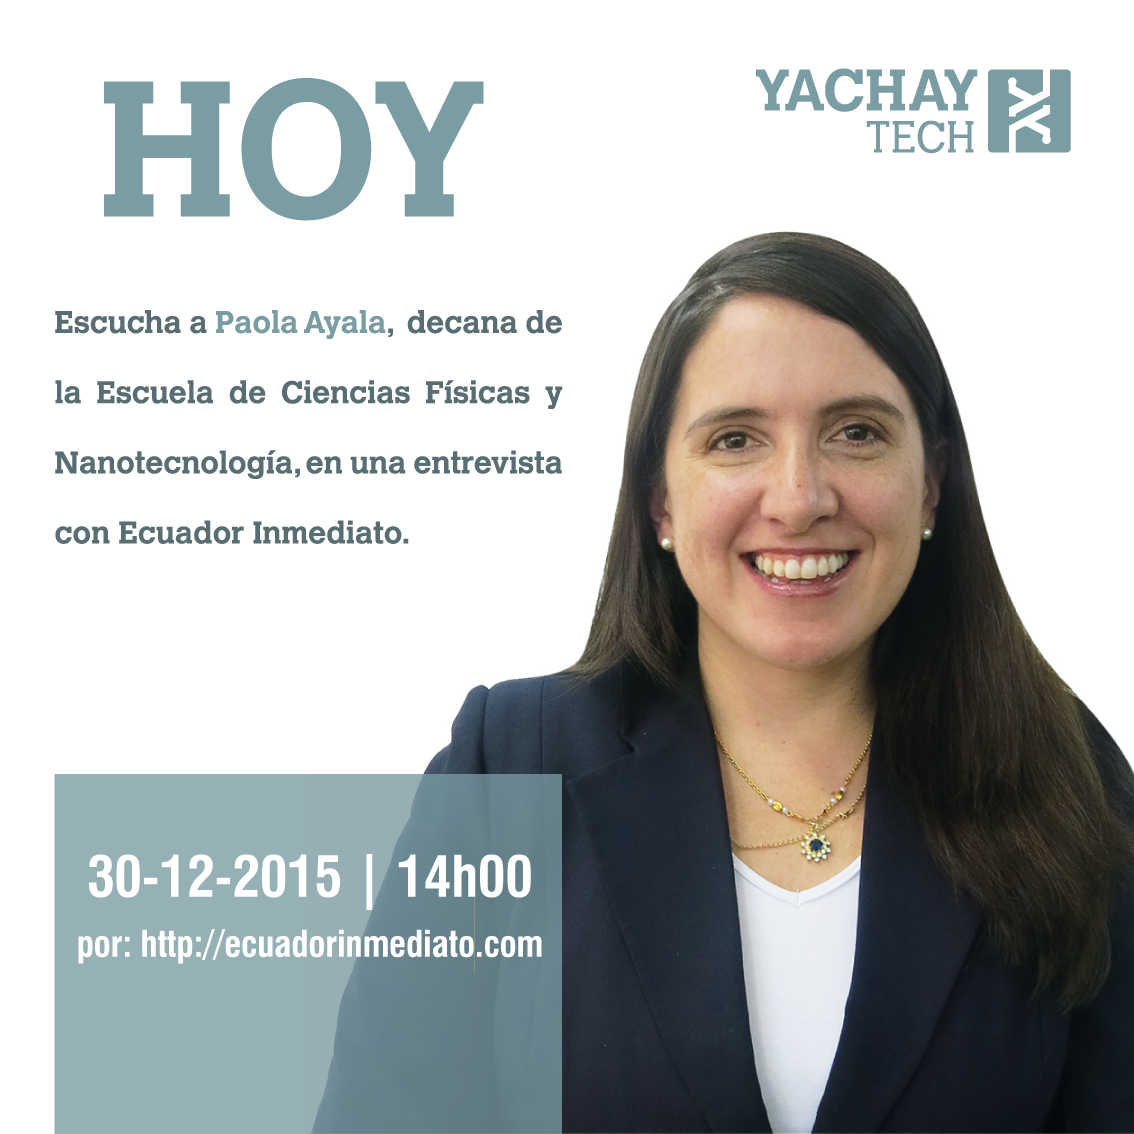 HOY
YACHAY
TECH
Escucha a Paola Ayala, decana de
la Escuela de Ciencias Físicas y
Nanotecnología, en una entrevista
con Ecuador Inmediato.
30-12-2015 | 14h00
por: http://ecuadorinmediato.com